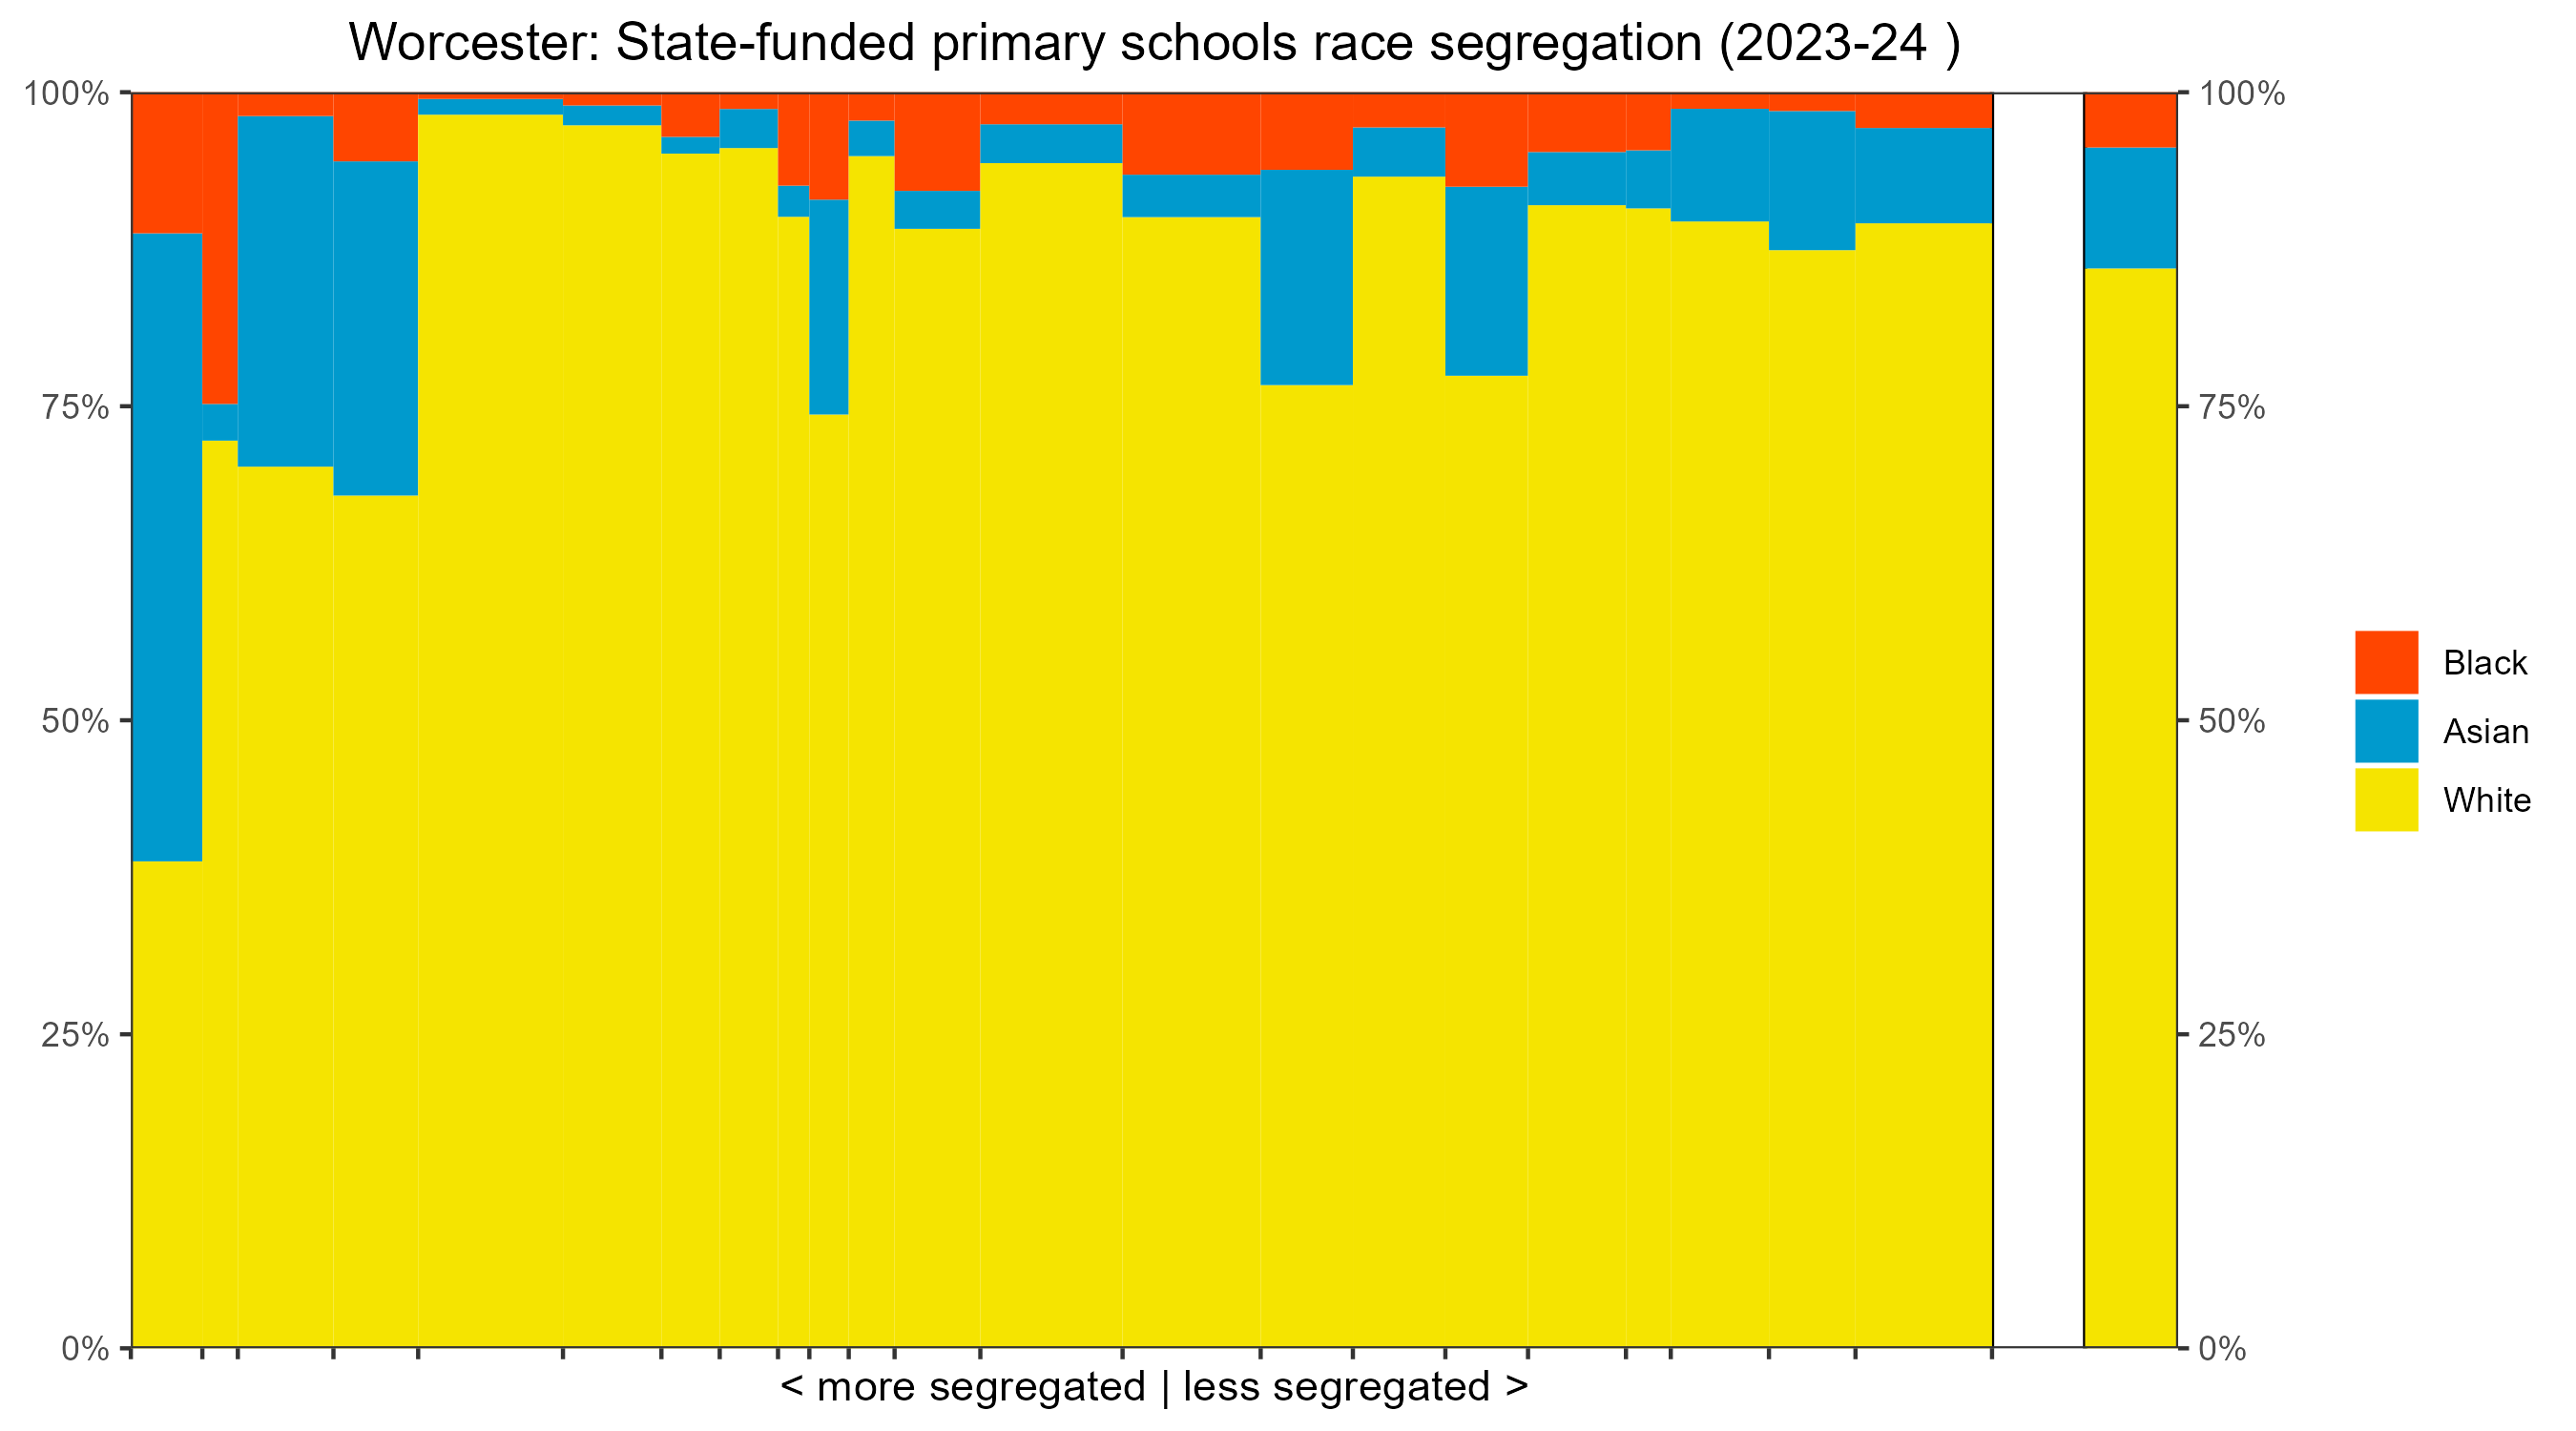 Worcester: State-funded primary schools race segregation (2023-24 )
100%
75%
50%
25%
0%
100%
75%
50%
25%
0%
Black
Asian
White
< more segregated | less segregated >